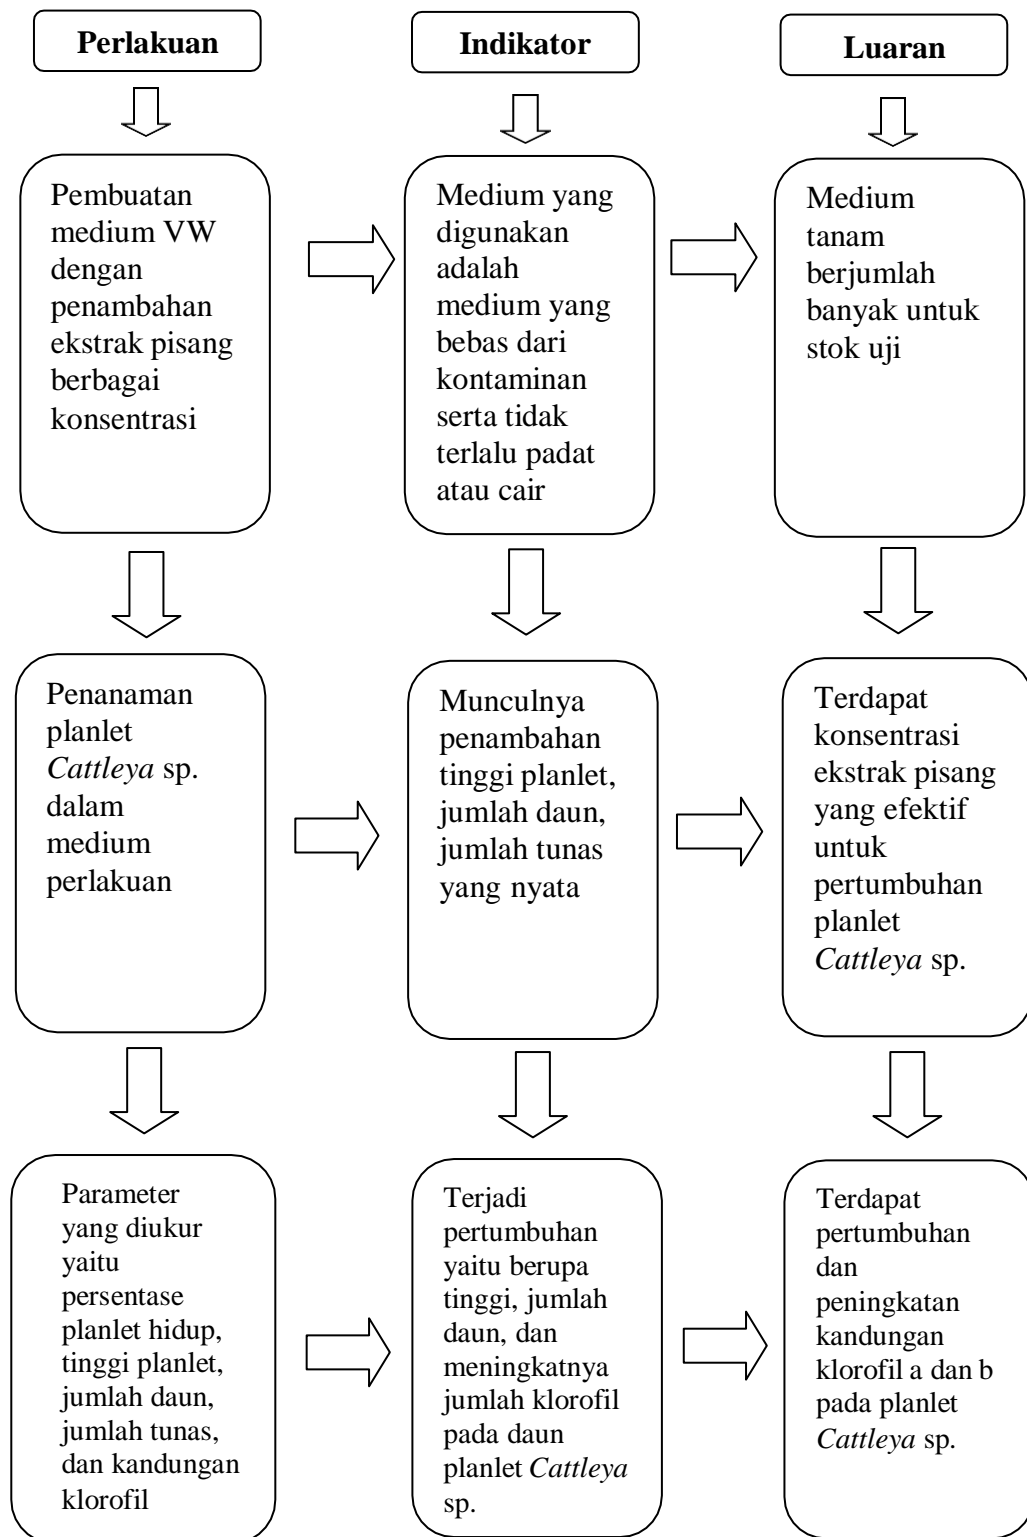 Perlakuan
Indikator
Luaran
Pembuatan
medium VW
dengan
penambahan
ekstrak pisang
berbagai
konsentrasi
Medium yang
digunakan
adalah
medium yang
bebas dari
kontaminan
serta tidak
terlalu padat
atau cair
Medium
tanam
berjumlah
banyak untuk
stok uji
Penanaman
planlet
Cattleya sp.
dalam
medium
perlakuan
Munculnya
penambahan
tinggi planlet,
jumlah daun,
jumlah tunas
yang nyata
Terdapat
konsentrasi
ekstrak pisang
yang efektif
untuk
pertumbuhan
planlet
Cattleya sp.
Parameter
yang diukur
yaitu
persentase
planlet hidup,
tinggi planlet,
jumlah daun,
jumlah tunas,
dan kandungan
klorofil
Terjadi
pertumbuhan
yaitu berupa
tinggi, jumlah
daun, dan
meningkatnya
jumlah klorofil
pada daun
planlet Cattleya
sp.
Terdapat
pertumbuhan
dan
peningkatan
kandungan
klorofil a dan b
pada planlet
Cattleya sp.